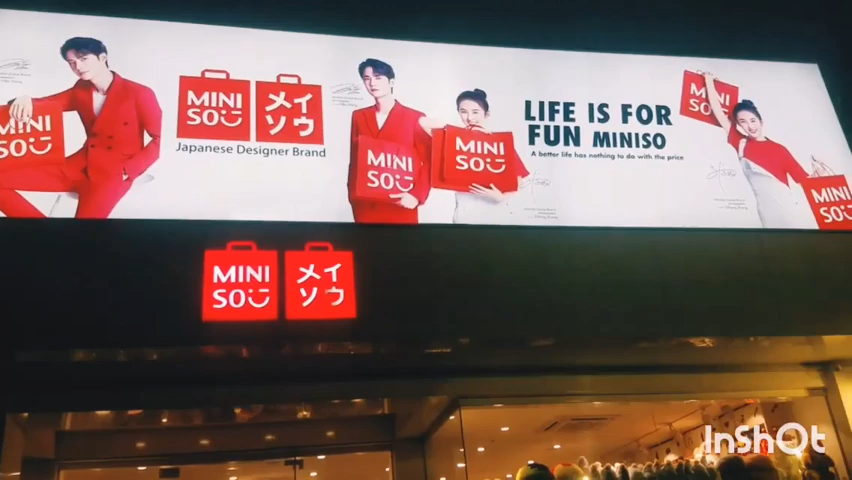 MINI
SO
MINI
SO
メイ
ソウ
Japanese Designer Brand
MINI
SO
MINI
SO
LIFE IS FOR
FUN MINISO
A better life has nothing to do with the price
MINI
SO
MINI
SO
MINI
SO
メイ
ソウ
InShOt